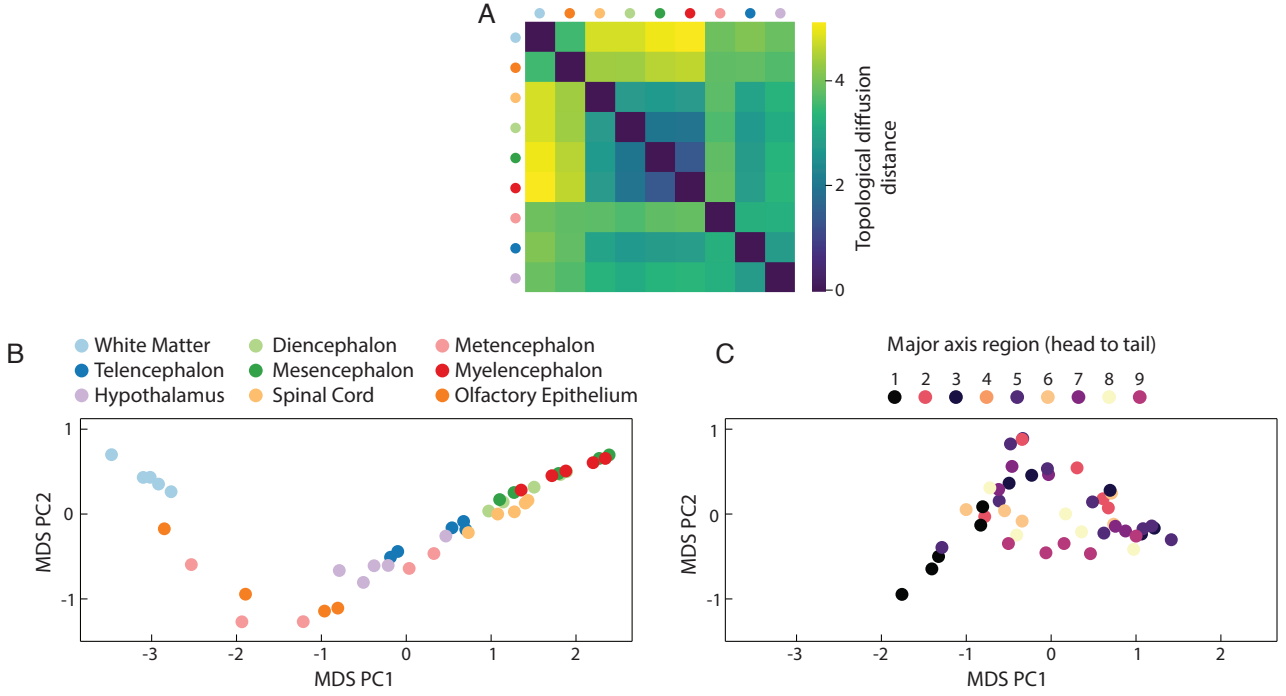 A
4
2
0
Topological diffusion
distance
B
White Matter
Diencephalon
Metencephalon
Telencephalon
Mesencephalon
Myelencephalon
Hypothalamus
Spinal Cord
Olfactory Epithelium
1
0
-1
MDS PC2
-3
-2
-1
0
1
2
MDS PC1
C
Major axis region (head to tail)
1 2 3 4 5 6 7 8 9
1
0
-1
MDS PC2
-3
-2
-1
0
1
2
MDS PC1